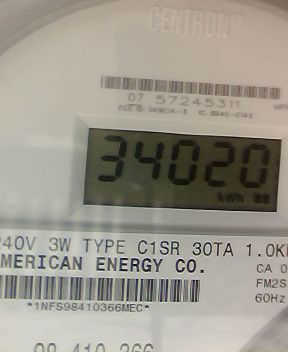 CENTRON®
07 57245311
34020
kWh
240V 3W TYPE C1SR 30TA 1.0K
AMERICAN ENERGY CO.
CA 0
FM2S
60Hz
*1NFS98410366MEC*
98 410 366